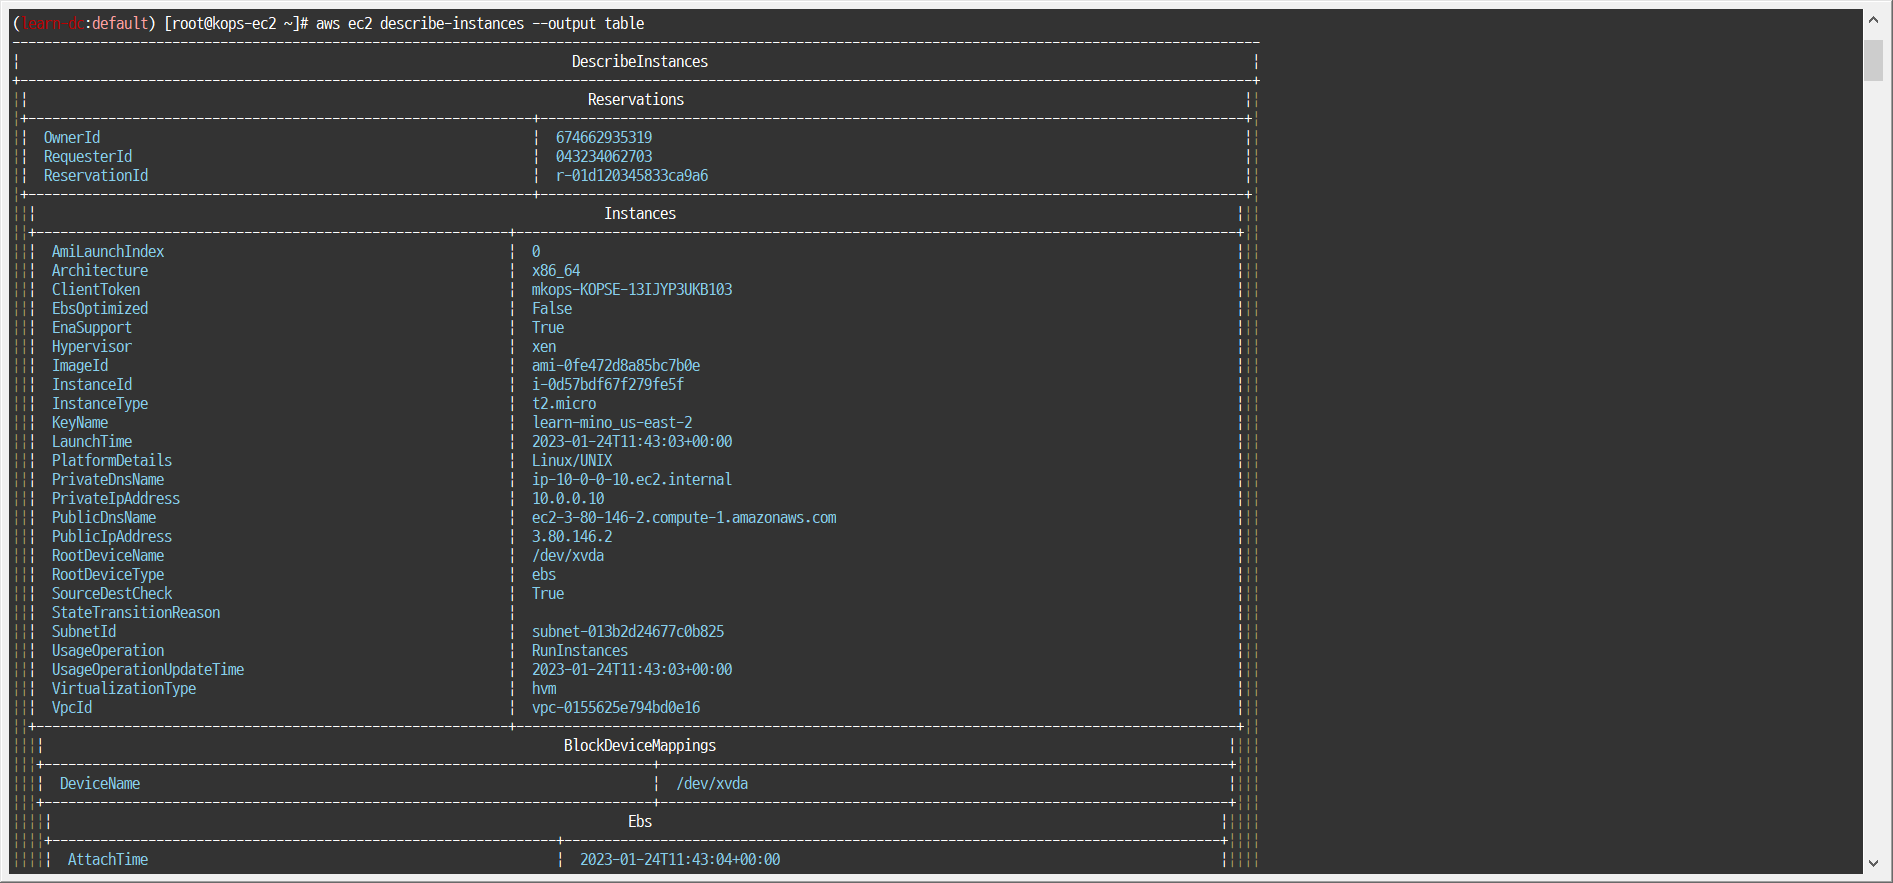 (learn-dc:default) [root@kops-ec2 ~]# aws ec2 describe-instances --output table
DescribeInstances
Reservations
OwnerId | 674662935319
RequesterId | 043234062703
ReservationId | r-01d120345833ca9a6
Instances
AmiLaunchIndex | 0
Architecture | x86_64
ClientToken | mkops-KOPSE-13IJYP3UKB103
EbsOptimized | False
EnaSupport | True
Hypervisor | xen
ImageId | ami-0fe472d8a85bc7b0e
InstanceId | i-0d57bdf67f279fe5f
InstanceType | t2.micro
KeyName | learn-mino_us-east-2
LaunchTime | 2023-01-24T11:43:03+00:00
PlatformDetails | Linux/UNIX
PrivateDnsName | ip-10-0-0-10.ec2.internal
PrivateIpAddress | 10.0.0.10
PublicDnsName | ec2-3-80-146-2.compute-1.amazonaws.com
PublicIpAddress | 3.80.146.2
RootDeviceName | /dev/xvda
RootDeviceType | ebs
SourceDestCheck | True
StateTransitionReason |
SubnetId | subnet-013b2d24677c0b825
UsageOperation | RunInstances
UsageOperationUpdateTime | 2023-01-24T11:43:03+00:00
VirtualizationType | hvm
VpcId | vpc-0155625e794bd0e16
BlockDeviceMappings
DeviceName | /dev/xvda
Ebs
AttachTime | 2023-01-24T11:43:04+00:00